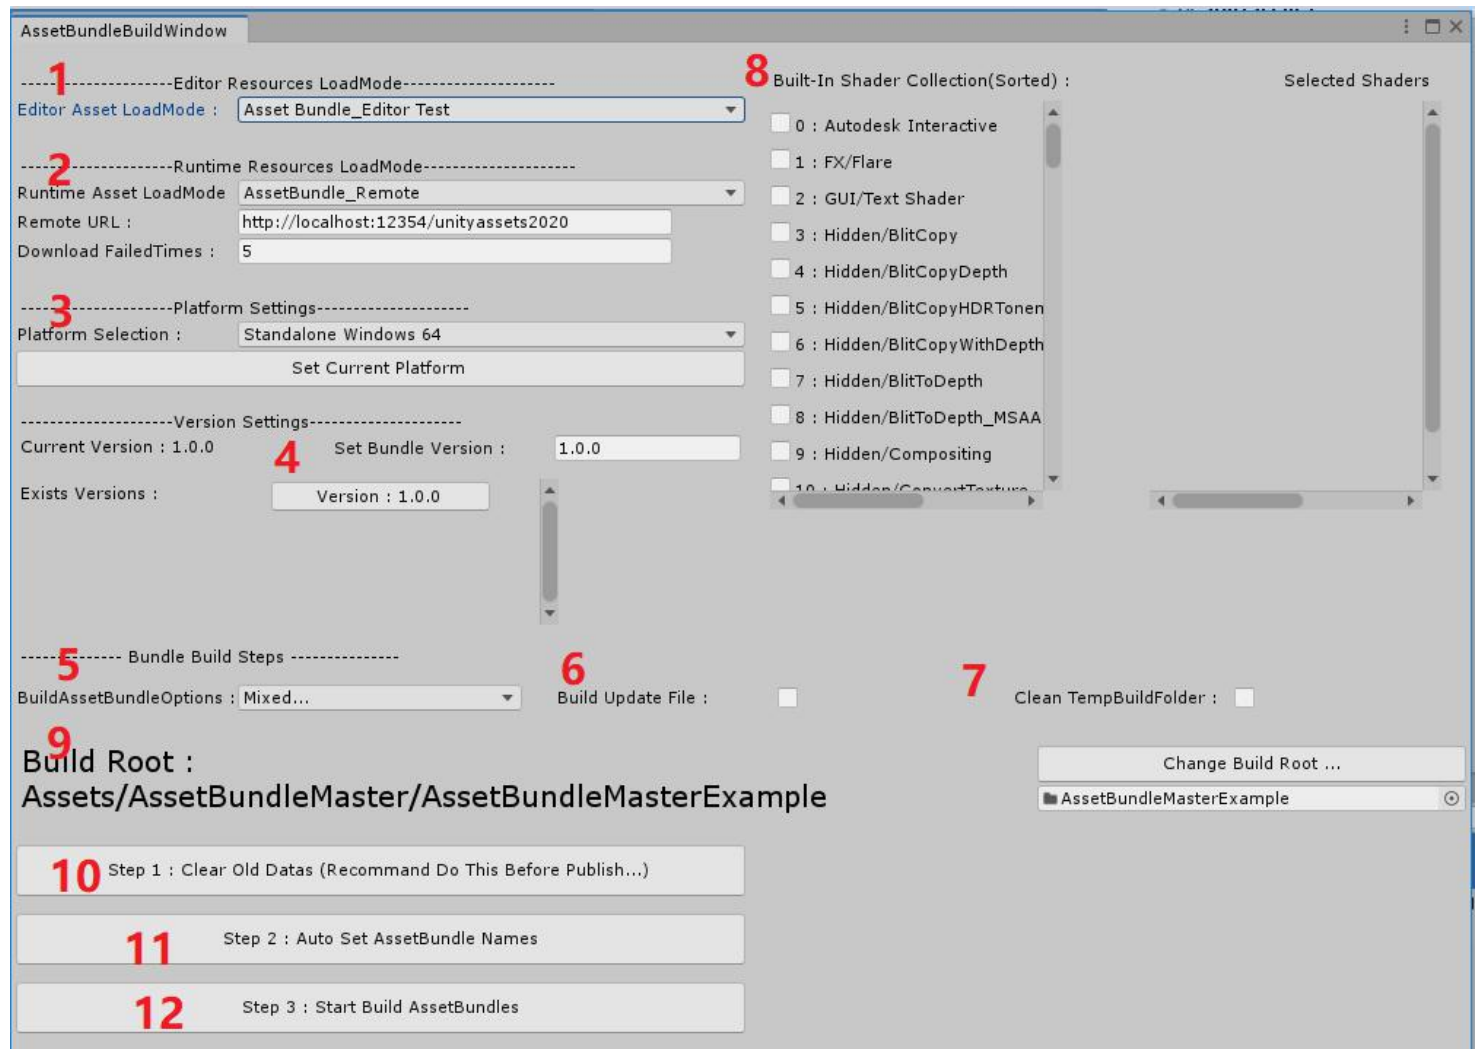 AssetBundleBuildWindow
1
----------------------Editor Resources LoadMode----------------------
Editor Asset LoadMode :
Asset Bundle_Editor Test
2
----------------------Runtime Resources LoadMode----------------------
Runtime Asset LoadMode
AssetBundle_Remote
Remote URL :
http://localhost:12354/unityassets2020
Download FailedTimes :
5
3
----------------------Platform Settings----------------------
Platform Selection :
Standalone Windows 64
Set Current Platform
----------------------Version Settings----------------------
Current Version : 1.0.0
4
Set Bundle Version :
1.0.0
Exists Versions :
Version : 1.0.0
8
Built-In Shader Collection(Sorted) :
Selected Shaders
0 : Autodesk Interactive
1 : FX/Flare
2 : GUI/Text Shader
3 : Hidden/BlitCopy
4 : Hidden/BlitCopyDepth
5 : Hidden/BlitCopyHDRTonen
6 : Hidden/BlitCopyWithDepth
7 : Hidden/BlitToDepth
8 : Hidden/BlitToDepth_MSAA
9 : Hidden/Compositing
10 : Hidden/ConvertTexture
-------------- Bundle Build Steps ---------------
5
BuildAssetBundleOptions :
Mixed...
6
Build Update File :
7
Clean TempBuildFolder :
9
Build Root :
Assets/AssetBundleMaster/AssetBundleMasterExample
Change Build Root ...
AssetBundleMasterExample
10
Step 1 : Clear Old Datas (Recommand Do This Before Publish...)
11
Step 2 : Auto Set AssetBundle Names
12
Step 3 : Start Build AssetBundles